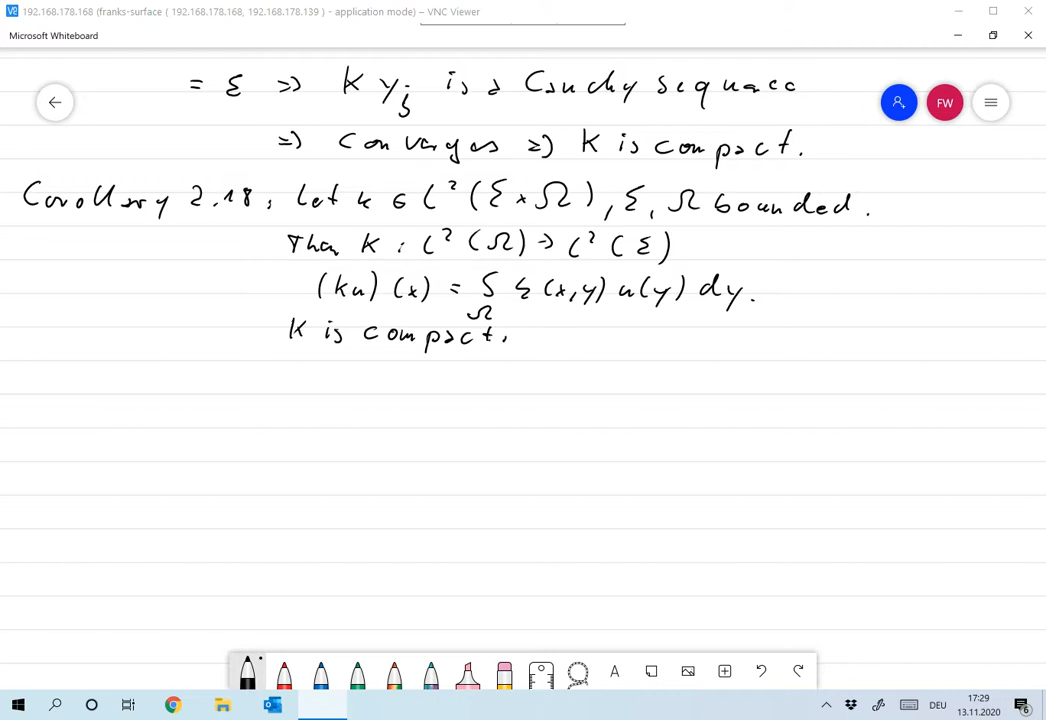 192.168.178.168 (franks-surface ( 192.168.178.168, 192.168.178.139 ) - application mode) – VNC Viewer
Microsoft Whiteboard
= ε => K y_j is a Cauchy sequence
=> converges => K is compact.
FW
Corollary 2.18. Let k ∈ L² (Σ × Ω), Σ, Ω bounded.
Then K : L² (Ω) -> L² (Σ)
(Ku) (x) = ∫_Ω k (x,y) u(y) dy.
K is compact.
A
DEU
17:29
13.11.2020
6